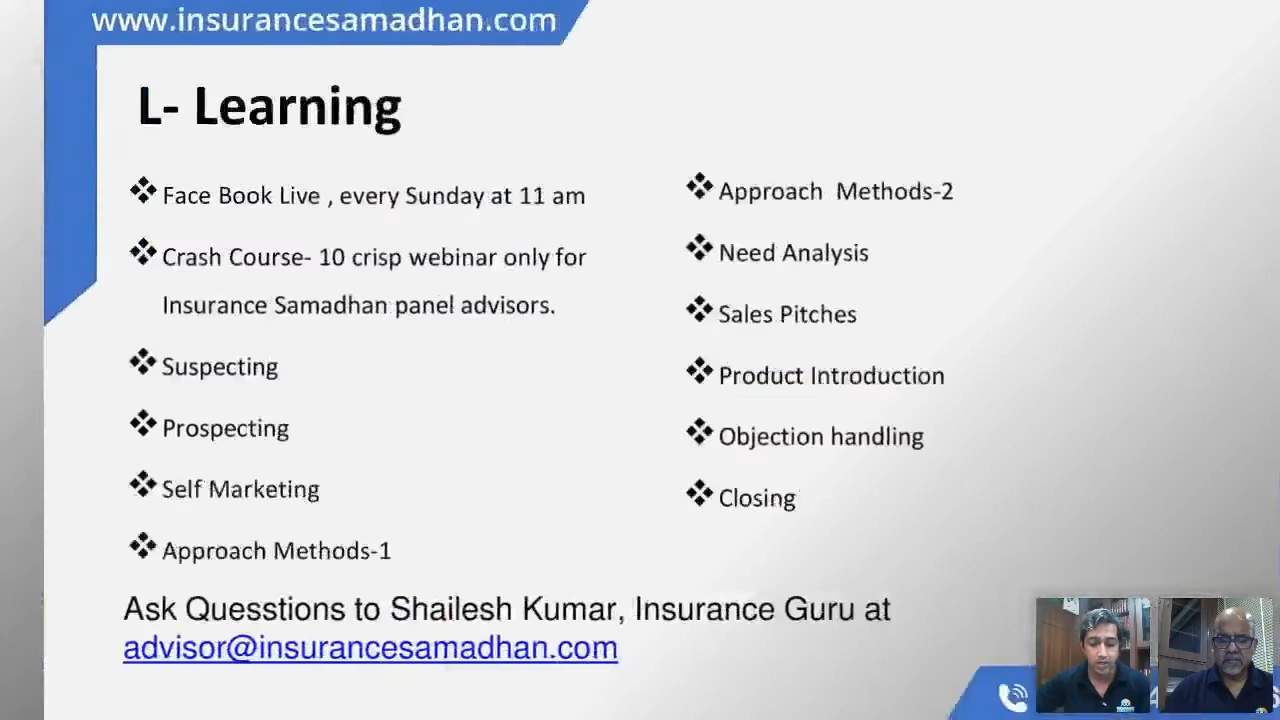 www.insurancesamadhan.com
L- Learning
Face Book Live , every Sunday at 11 am
Crash Course- 10 crisp webinar only for
Insurance Samadhan panel advisors.
Suspecting
Prospecting
Self Marketing
Approach Methods-1
Approach Methods-2
Need Analysis
Sales Pitches
Product Introduction
Objection handling
Closing
Ask Quesstions to Shailesh Kumar, Insurance Guru at
advisor@insurancesamadhan.com